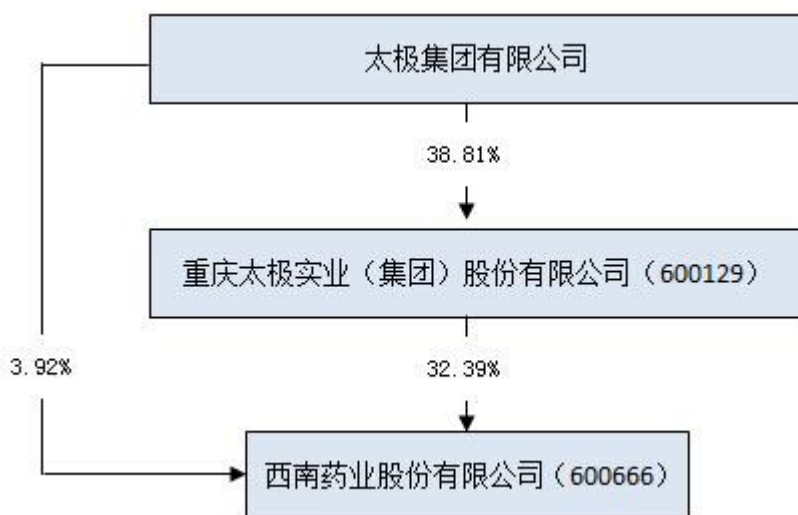 太极集团有限公司
38.81%
重庆太极实业（集团）股份有限公司（600129）
3.92%
32.39%
西南药业股份有限公司（600666）